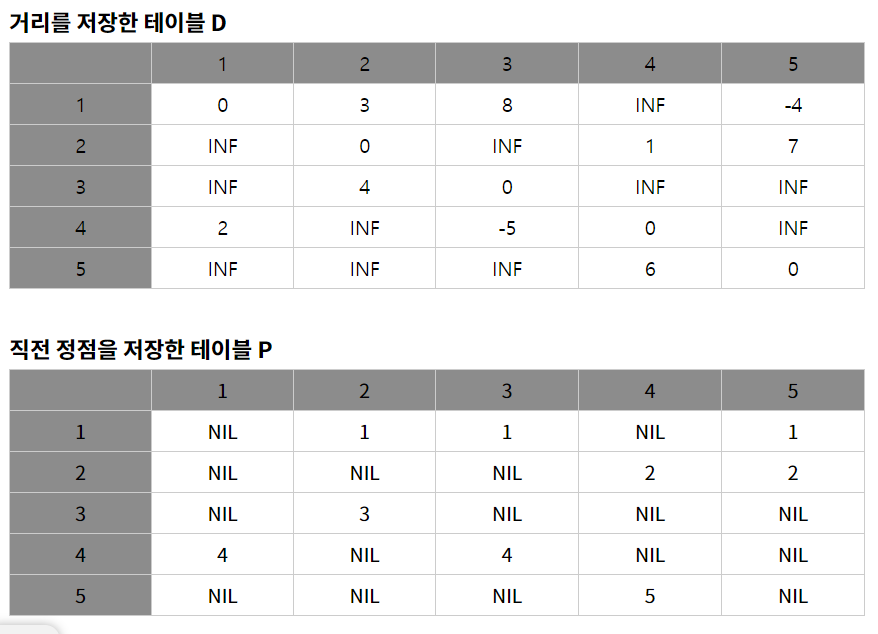 거리를 저장한 테이블 D
1 2 3 4 5
1 0 3 8 INF -4
2 INF 0 INF 1 7
3 INF 4 0 INF INF
4 2 INF -5 0 INF
5 INF INF INF 6 0
직전 정점을 저장한 테이블 P
1 2 3 4 5
1 NIL 1 1 NIL 1
2 NIL NIL NIL 2 2
3 NIL 3 NIL NIL NIL
4 4 NIL 4 NIL NIL
5 NIL NIL NIL 5 NIL